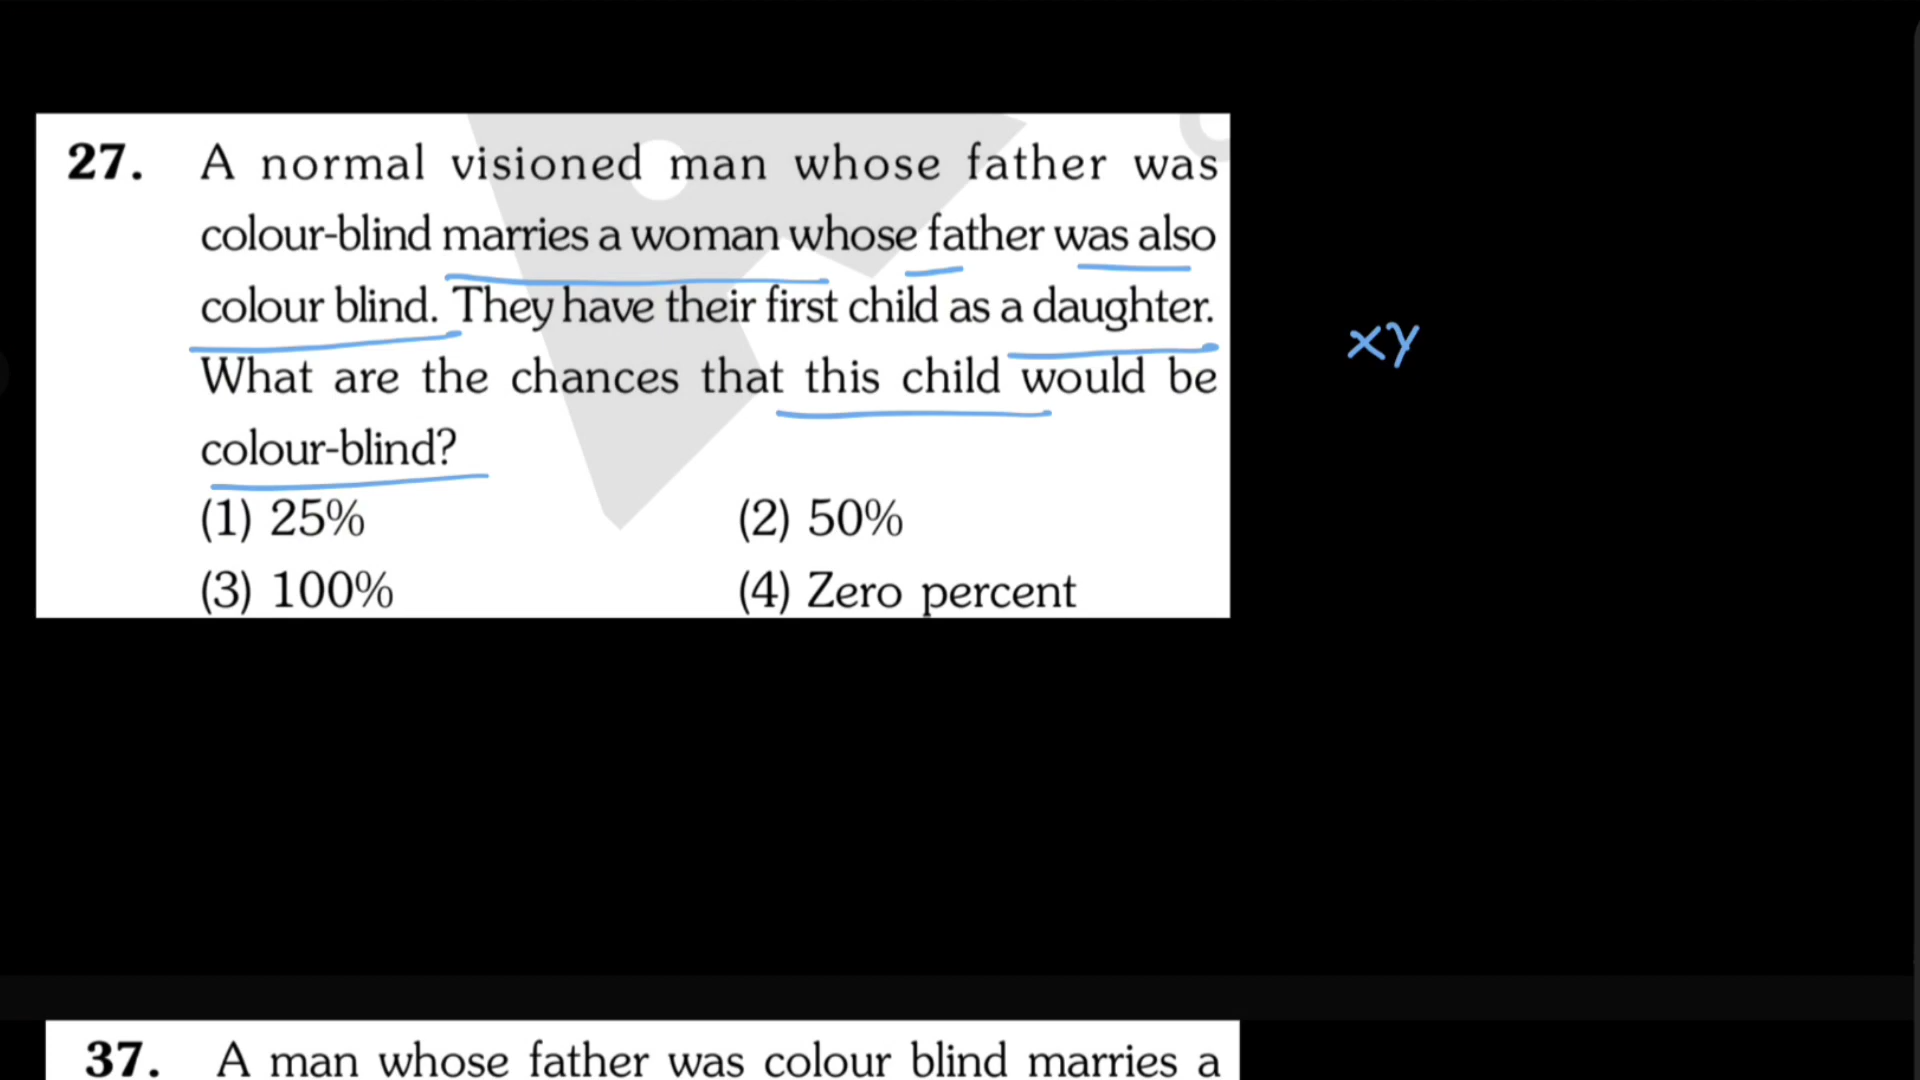 27. A normal visioned man whose father was
colour-blind marries a woman whose father was also
colour blind. They have their first child as a daughter.
What are the chances that this child would be
colour-blind?
(1) 25% (2) 50%
(3) 100% (4) Zero percent
xy
37. A man whose father was colour blind marries a